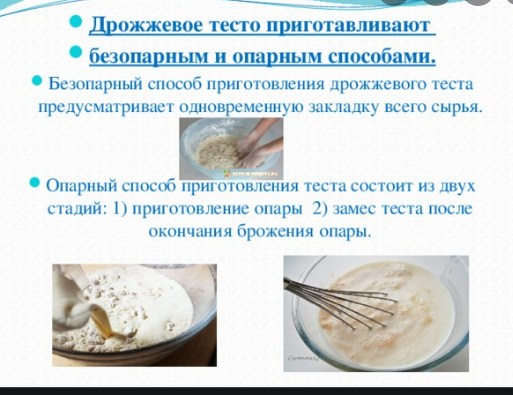 Дрожжевое тесто приготавливают
безопарным и опарным способами.
Безопарный способ приготовления дрожжевого теста
предусматривает одновременную закладку всего сырья.
Опарный способ приготовления теста состоит из двух
стадий: 1) приготовление опары 2) замес теста после
окончания брожения опары.